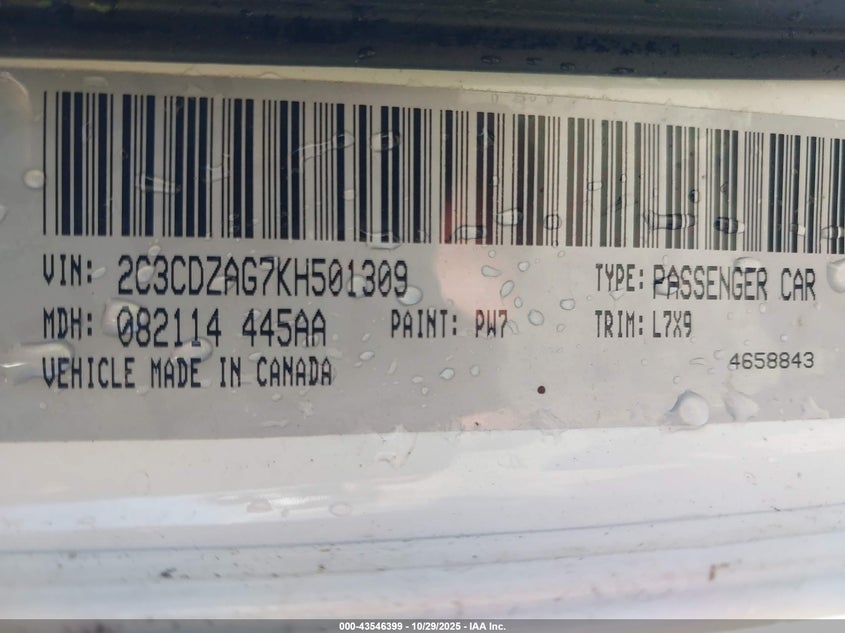 VIN: 2C3CDZAG7KH501309 TYPE: PASSENGER CAR
MDH: 082114 445AA PAINT: PW7 TRIM: L7X9
VEHICLE MADE IN CANADA 4658843
000-43546399 - 10/29/2025 - IAA Inc.